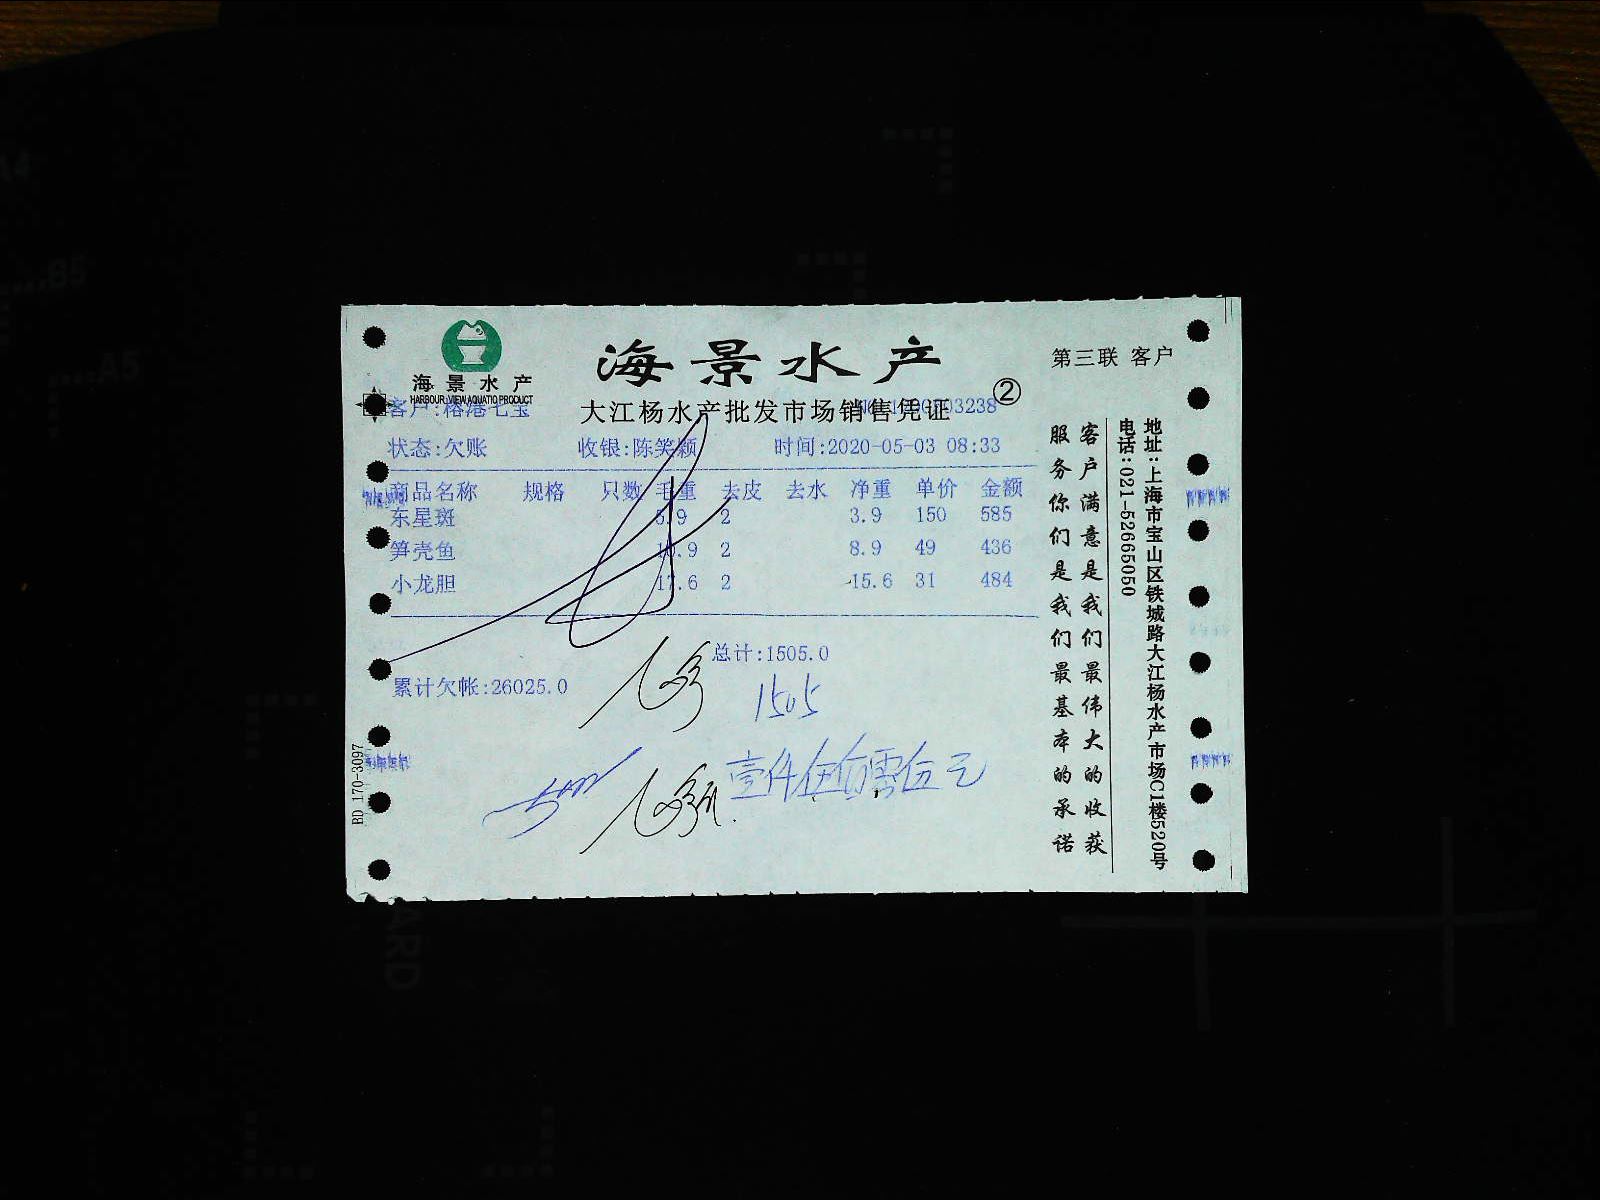 海景水产
HARBOUR VIEW AQUATIC PRODUCT
海景水产
第三联 客户
②
大江杨水产批发市场销售凭证
客户:榕港七宝
状态:欠账 收银:陈笑颖 时间:2020-05-03 08:33
商品名称 规格 只数 毛重 去皮 去水 净重 单价 金额
东星斑 5.9 2 3.9 150 585
笋壳鱼 10.9 2 8.9 49 436
小龙胆 17.6 2 15.6 31 484
总计:1505.0
累计欠帐:26025.0
1505
壹仟伍佰零伍元
客户满意是我们最伟大的收获
服务你们是我们最基本的承诺
地址:上海市宝山区铁城路大江杨水产市场C1楼520号
电话:021-52665050
BD 170-3097
A4
B5
A5